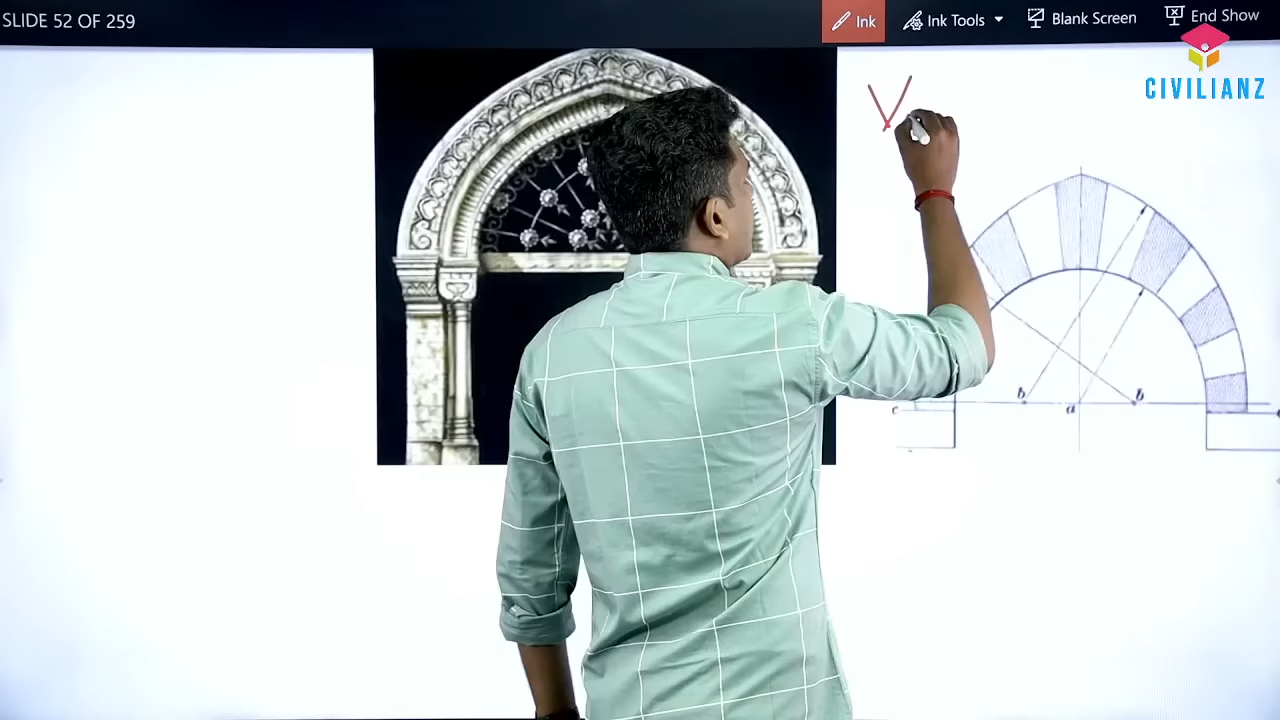 SLIDE 52 OF 259
Ink
Ink Tools
Blank Screen
End Show
CIVILIANZ
V
b
a
b
c